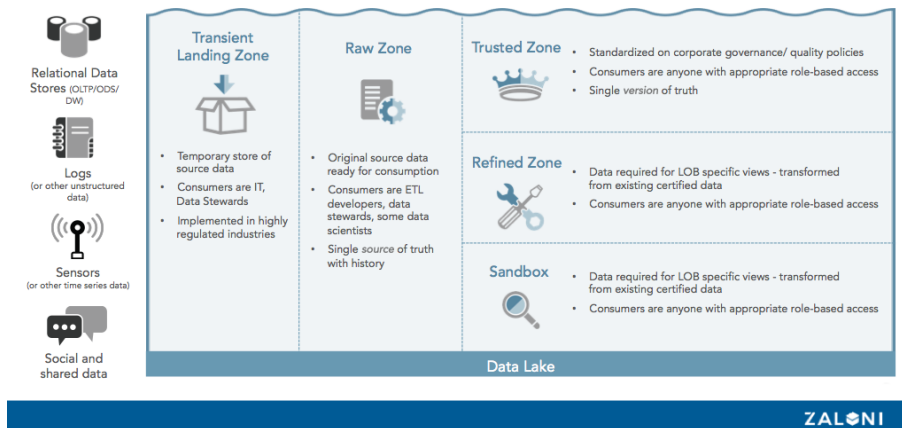 Relational Data
Stores (OLTP/ODS/
DW)
Logs
(or other unstructured
data)
Sensors
(or other time series data)
Social and
shared data
Transient
Landing Zone
• Temporary store of
source data
• Consumers are IT,
Data Stewards
• Implemented in highly
regulated industries
Raw Zone
• Original source data
ready for consumption
• Consumers are ETL
developers, data
stewards, some data
scientists
• Single source of truth
with history
Trusted Zone
• Standardized on corporate governance/ quality policies
• Consumers are anyone with appropriate role-based access
• Single version of truth
Refined Zone
• Data required for LOB specific views - transformed
from existing certified data
• Consumers are anyone with appropriate role-based access
Sandbox
• Data required for LOB specific views - transformed
from existing certified data
• Consumers are anyone with appropriate role-based access
Data Lake
ZALONI